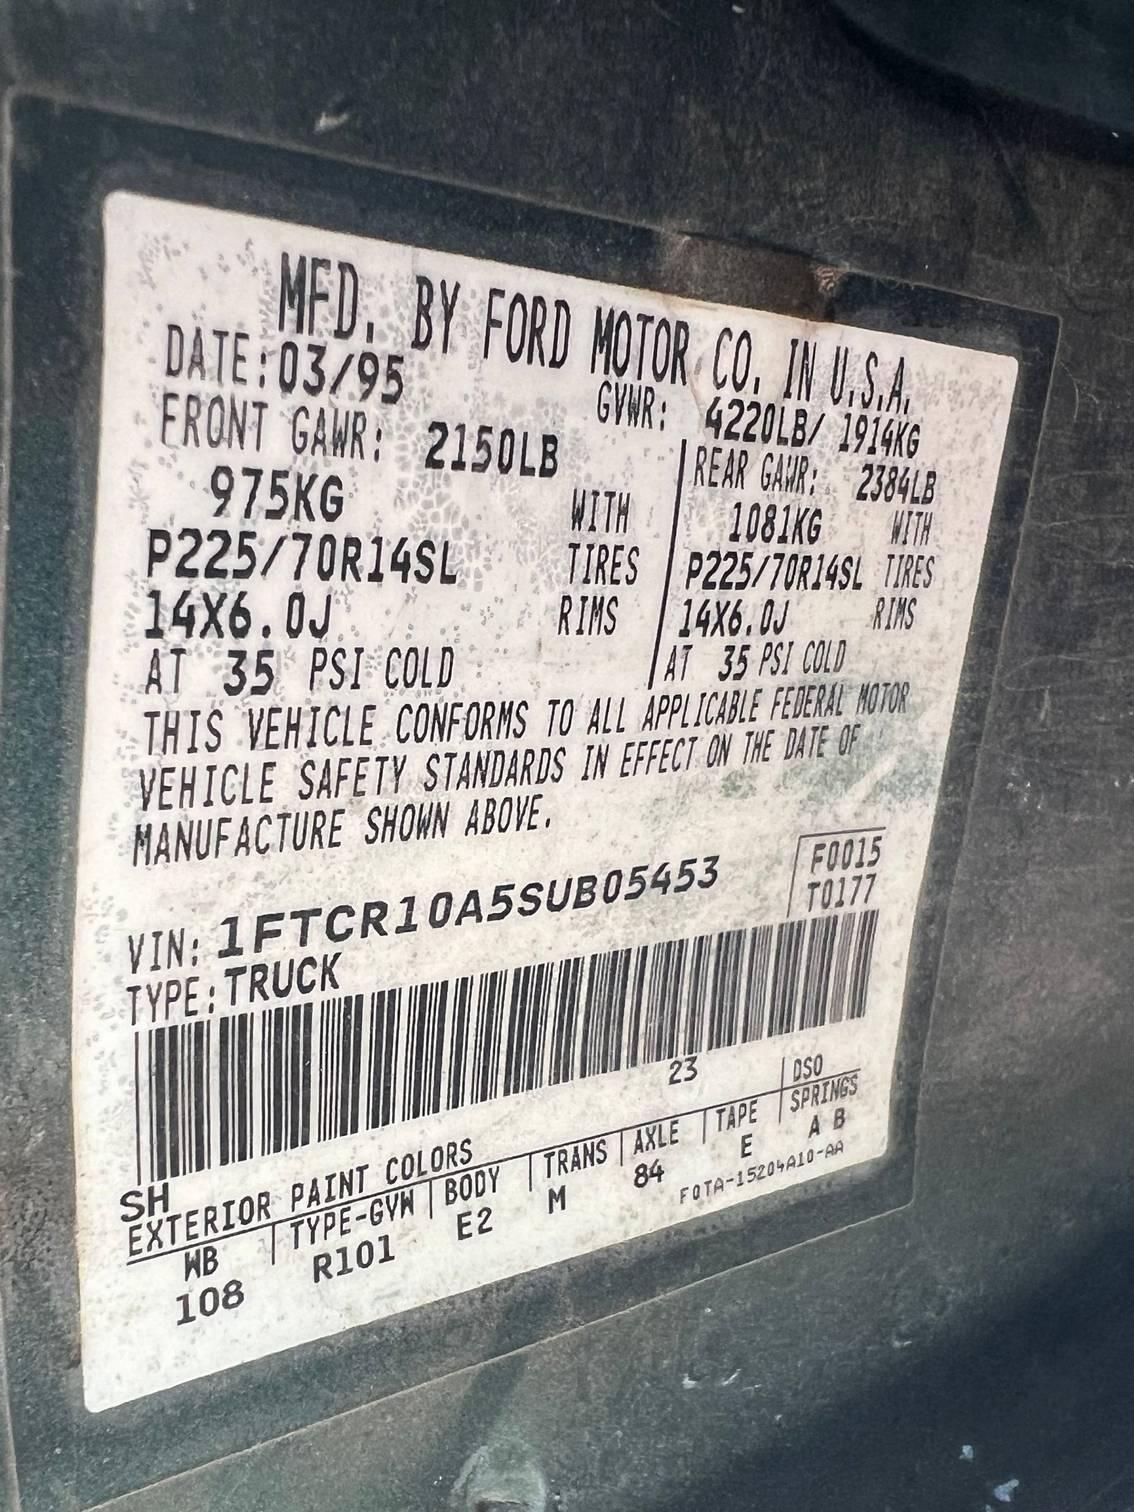 MFD. BY FORD MOTOR CO. IN U.S.A.
DATE: 03/95 GVWR: 4220LB/ 1914KG
FRONT GAWR: 2150LB REAR GAWR: 2384LB
975KG WITH 1081KG WITH
P225/70R14SL TIRES P225/70R14SL TIRES
14X6.0J RIMS 14X6.0J RIMS
AT 35 PSI COLD AT 35 PSI COLD
THIS VEHICLE CONFORMS TO ALL APPLICABLE FEDERAL MOTOR
VEHICLE SAFETY STANDARDS IN EFFECT ON THE DATE OF
MANUFACTURE SHOWN ABOVE.
F0015
VIN: 1FTCR10A5SUB05453 T0177
TYPE: TRUCK
23
SH
EXTERIOR PAINT COLORS DSO
WB TYPE-GVW BODY TRANS AXLE TAPE SPRINGS
108 R101 E2 M 84 E A B
F0TA-15204A10-AA